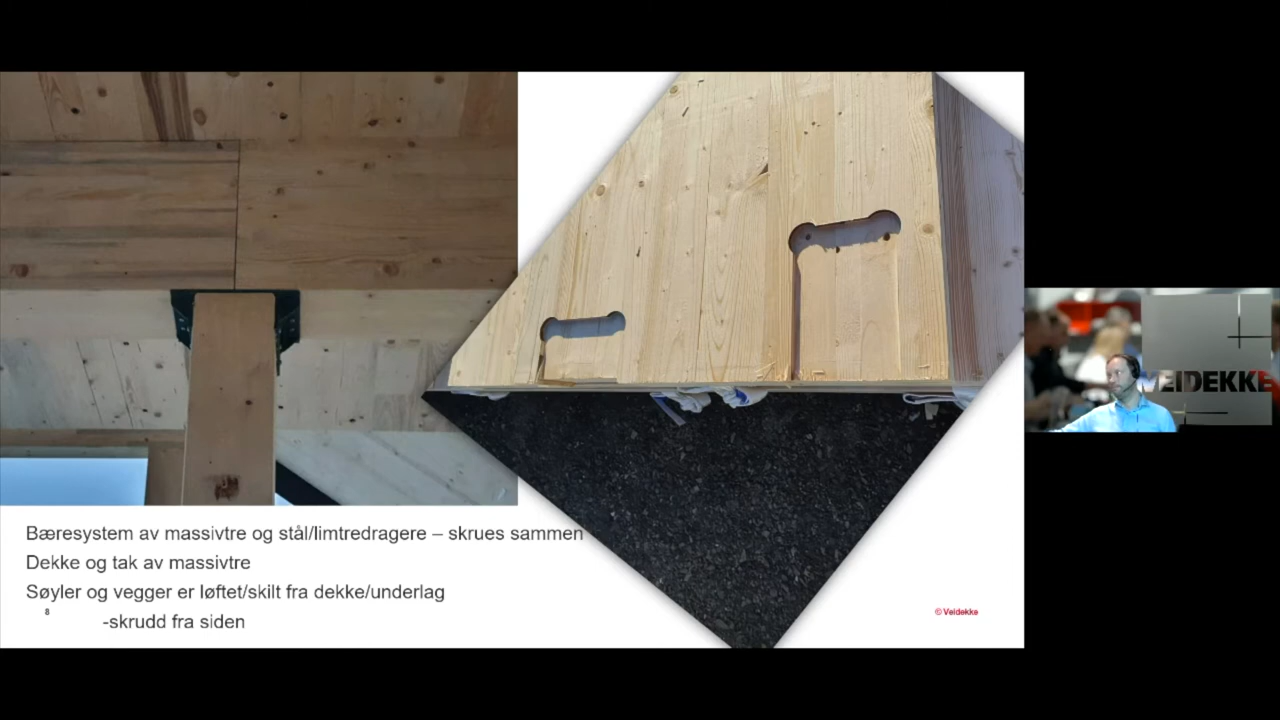 Bæresystem av massivtre og stål/limtredragere – skrues sammen
Dekke og tak av massivtre
Søyler og vegger er løftet/skilt fra dekke/underlag
8
-skrudd fra siden
© Veidekke
VEIDEKKE